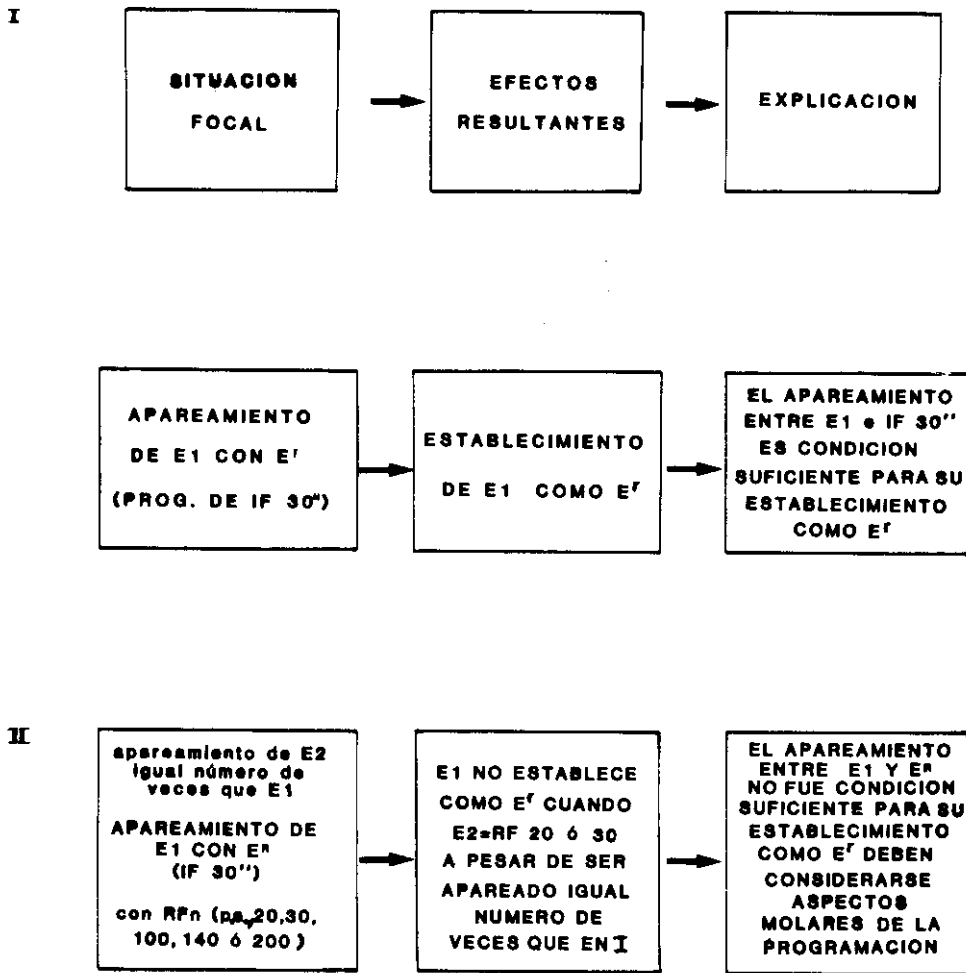 I
SITUACION
FOCAL
EFECTOS
RESULTANTES
EXPLICACION
APAREAMIENTO
DE E1 CON Eʳ
(PROG. DE IF 30")
ESTABLECIMIENTO
DE E1 COMO Eʳ
EL APAREAMIENTO
ENTRE E1 e IF 30''
ES CONDICION
SUFICIENTE PARA SU
ESTABLECIMIENTO
COMO Eʳ
II
apareamiento de E2
igual número de
veces que E1
APAREAMIENTO DE
E1 CON Eᴿ
(IF 30'')
con RFn (p.e. 20,30,
100, 140 ó 200)
E1 NO ESTABLECE
COMO Eʳ CUANDO
E2=RF 20 ó 30
A PESAR DE SER
APAREADO IGUAL
NUMERO DE
VECES QUE EN I
EL APAREAMIENTO
ENTRE E1 Y Eᴿ
NO FUE CONDICION
SUFICIENTE PARA SU
ESTABLECIMIENTO
COMO Eʳ DEBEN
CONSIDERARSE
ASPECTOS
MOLARES DE LA
PROGRAMACION